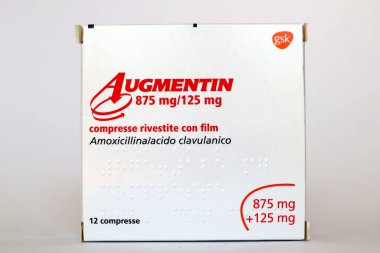 gsk
AUGMENTIN
875 mg/125 mg
compresse rivestite con film
Amoxicillina/acido clavulanico
12 compresse
875 mg
+125 mg